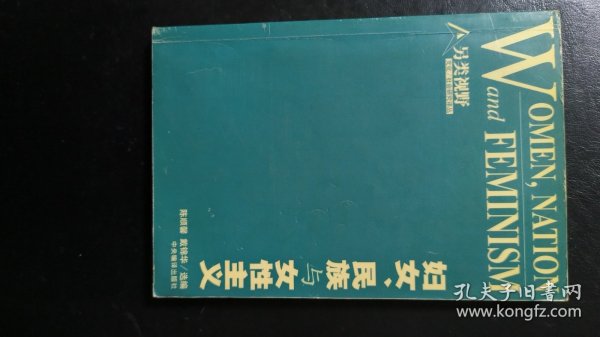 WOMEN, NATION
and FEMINISM
另类视野
妇女、民族与女性主义
陈顺馨 戴锦华/选编
中央编译出版社
孔夫子旧书网
www.kongfz.com